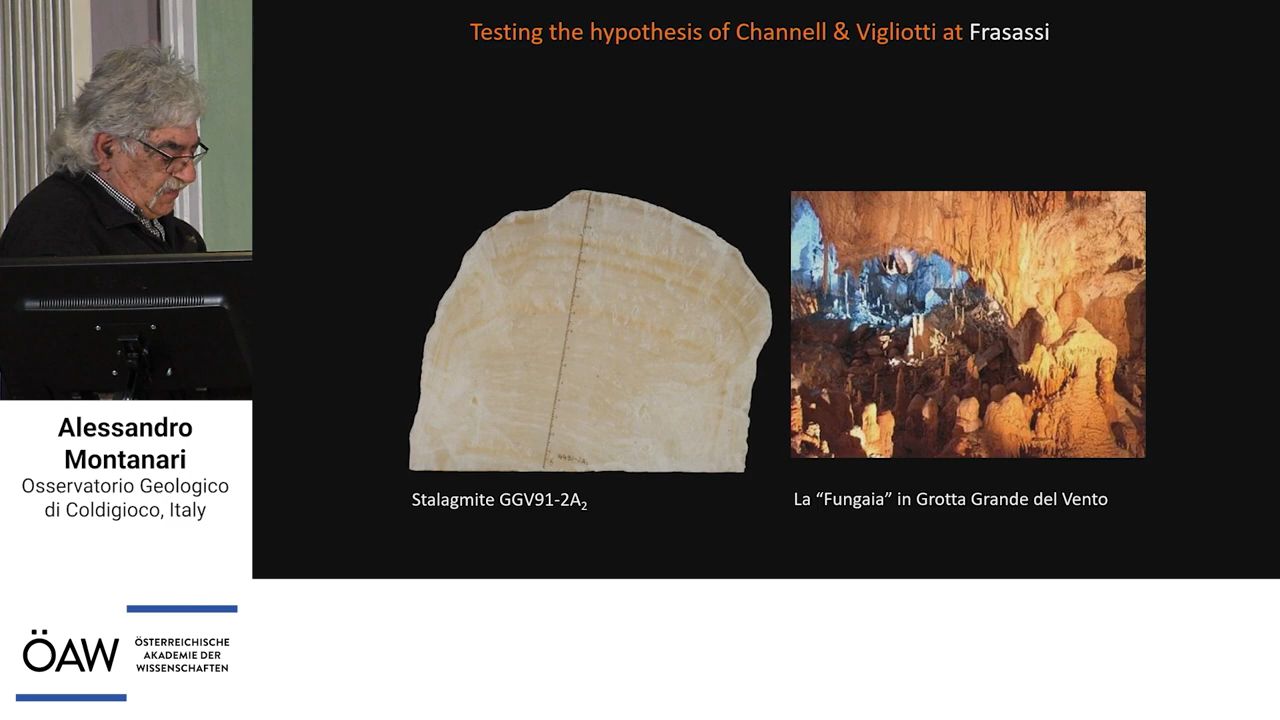 Testing the hypothesis of Channell & Vigliotti at Frasassi
Stalagmite GGV91-2A2
La “Fungaia” in Grotta Grande del Vento
Alessandro
Montanari
Osservatorio Geologico
di Coldigioco, Italy
ÖAW
ÖSTERREICHISCHE
AKADEMIE DER
WISSENSCHAFTEN